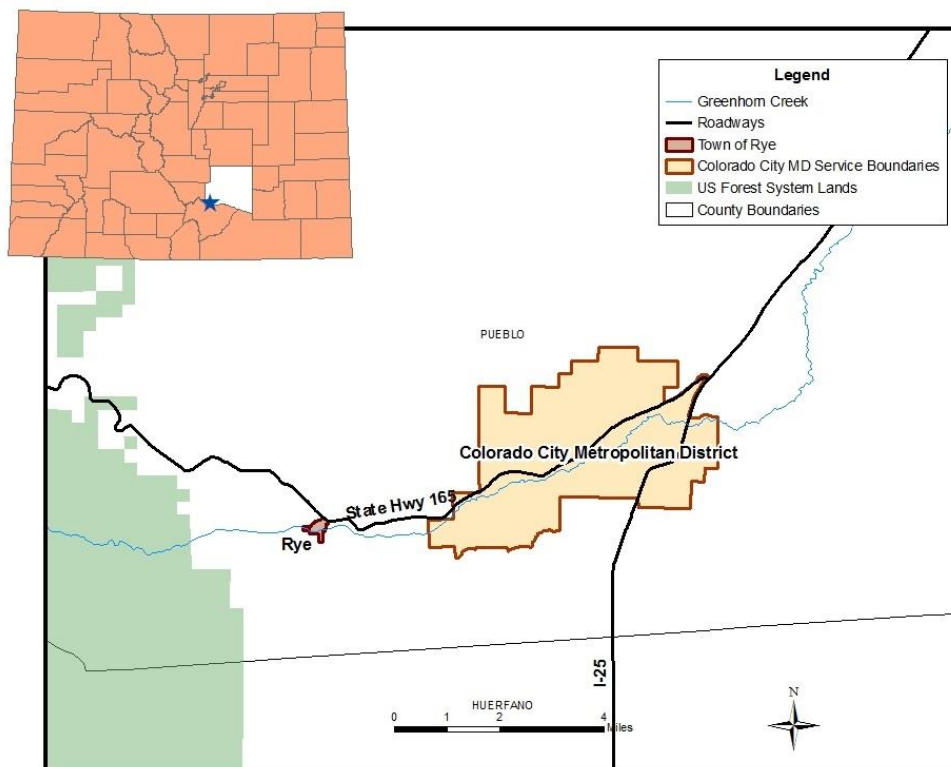 Legend
Greenhorn Creek
Roadways
Town of Rye
Colorado City MD Service Boundaries
US Forest System Lands
County Boundaries
PUEBLO
Colorado City Metropolitan District
State Hwy 165
Rye
I-25
HUERFANO
0 1 2 4
Miles
N